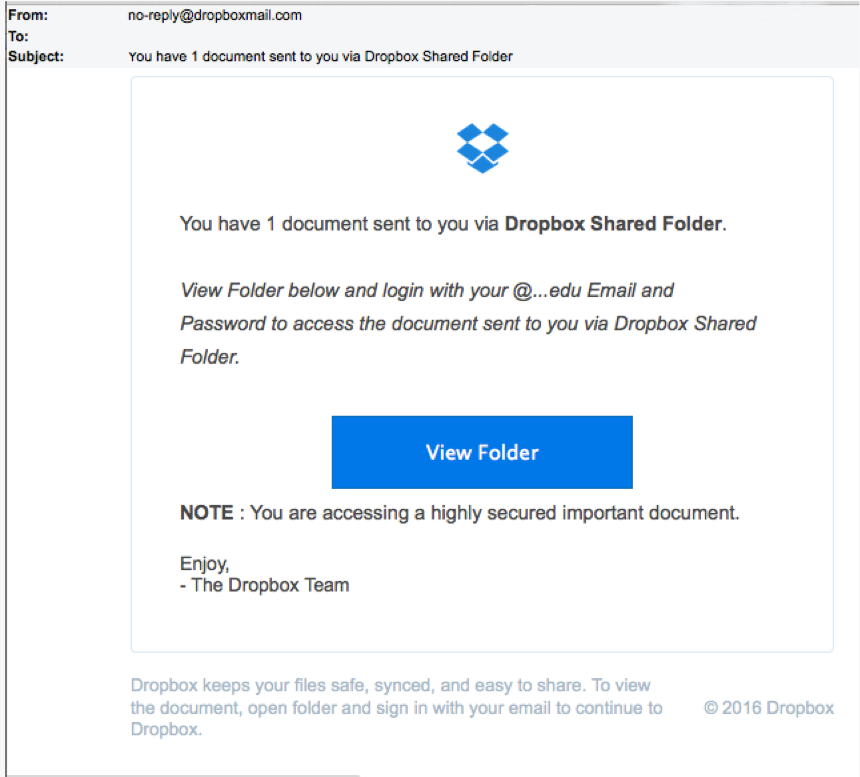 From: no-reply@dropboxmail.com
To:
Subject: You have 1 document sent to you via Dropbox Shared Folder
You have 1 document sent to you via Dropbox Shared Folder.
View Folder below and login with your @...edu Email and
Password to access the document sent to you via Dropbox Shared
Folder.
View Folder
NOTE : You are accessing a highly secured important document.
Enjoy,
- The Dropbox Team
Dropbox keeps your files safe, synced, and easy to share. To view
the document, open folder and sign in with your email to continue to
Dropbox.
© 2016 Dropbox